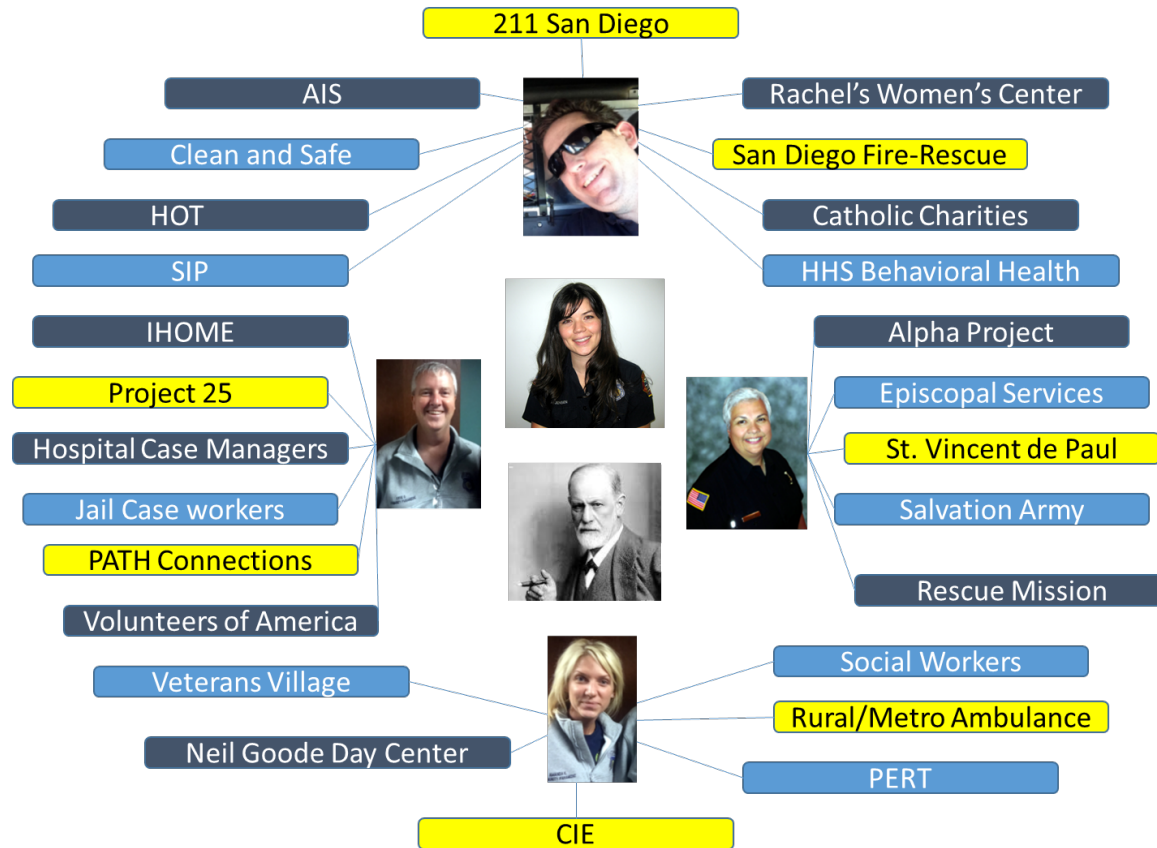 211 San Diego
AIS
Rachel’s Women’s Center
Clean and Safe
San Diego Fire-Rescue
HOT
Catholic Charities
SIP
HHS Behavioral Health
IHOME
Alpha Project
Project 25
Episcopal Services
Hospital Case Managers
St. Vincent de Paul
Jail Case workers
Salvation Army
PATH Connections
Rescue Mission
Volunteers of America
Social Workers
Veterans Village
Rural/Metro Ambulance
Neil Goode Day Center
PERT
CIE